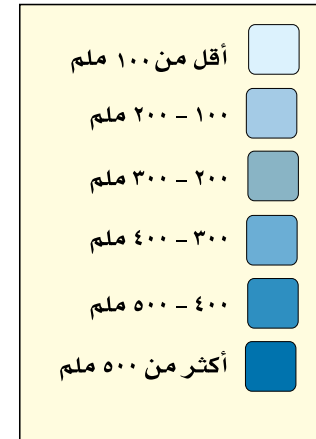 أقل من ١٠٠ ملم
١٠٠ – ٢٠٠ ملم
٢٠٠ – ٣٠٠ ملم
٣٠٠ – ٤٠٠ ملم
٤٠٠ – ٥٠٠ ملم
أكثر من ٥٠٠ ملم